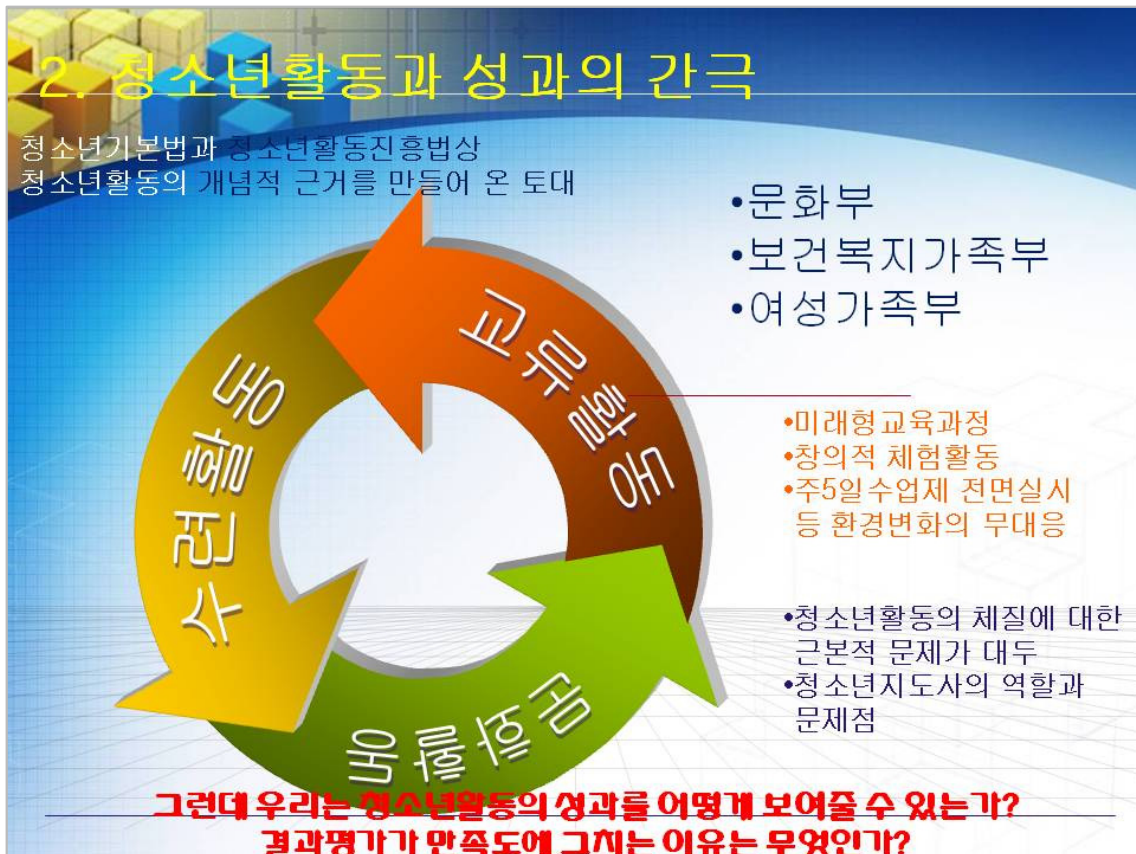 2. 청소년활동과 성과의 간극
청소년기본법과 청소년활동진흥법상
청소년활동의 개념적 근거를 만들어 온 토대
•문화부
•보건복지가족부
•여성가족부
교류활동
수련활동
문화활동
•미래형교육과정
•창의적 체험활동
•주5일수업제 전면실시
등 환경변화의 무대응
•청소년활동의 체질에 대한
근본적 문제가 대두
•청소년지도사의 역할과
문제점
그런데 우리는 청소년활동의 성과를 어떻게 보여줄 수 있는가?
결과평가가 만족도에 그치는 이유는 무엇인가?